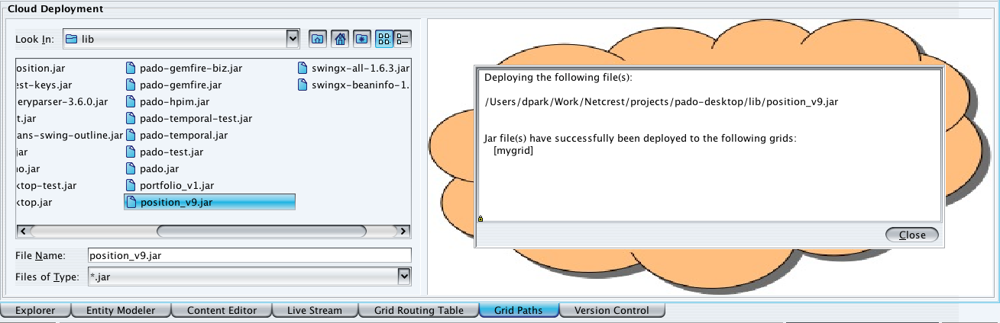 Cloud Deployment
Look In: lib
osition.jar
est-keys.jar
eryparser-3.6.0.jar
t.jar
ans-swing-outline.jar
jar
o.jar
ktop-test.jar
ktop.jar
pado-gemfire-biz.jar
pado-gemfire.jar
pado-hpim.jar
pado-temporal-test.jar
pado-temporal.jar
pado-test.jar
pado.jar
portfolio_v1.jar
position_v9.jar
swingx-all-1.6.3.jar
swingx-beaninfo-1.
File Name: position_v9.jar
Files of Type: *.jar
Deploying the following file(s):
/Users/dpark/Work/Netcrest/projects/pado-desktop/lib/position_v9.jar
Jar file(s) have successfully been deployed to the following grids:
[mygrid]
Close
Explorer Entity Modeler Content Editor Live Stream Grid Routing Table Grid Paths Version Control